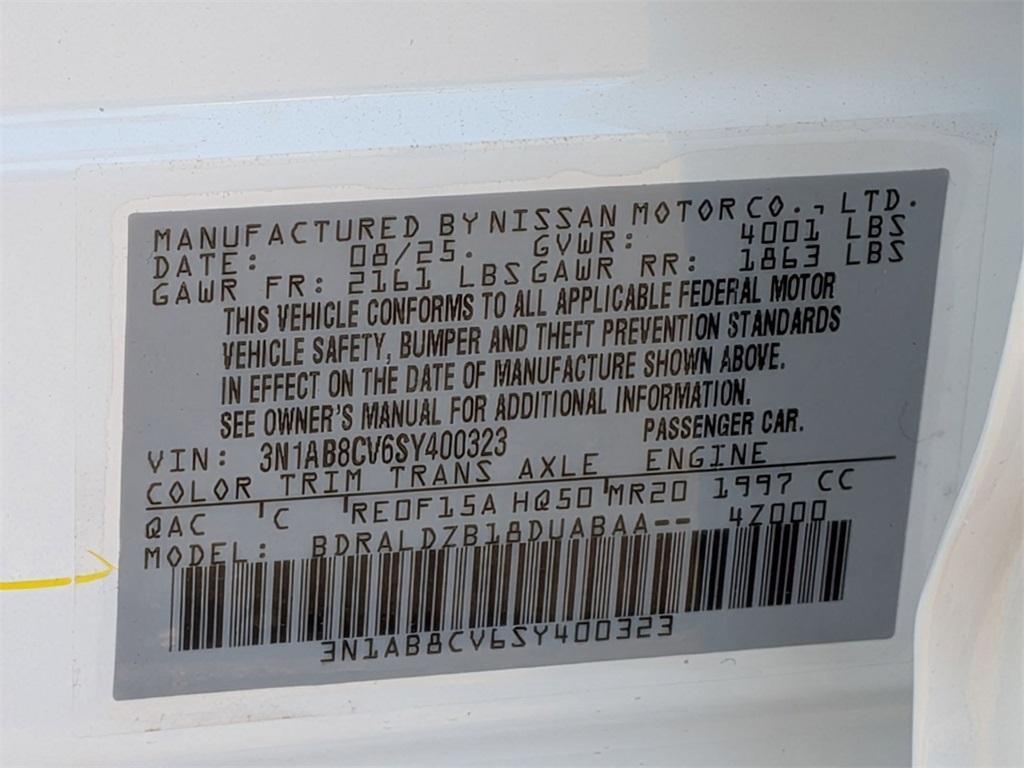 MANUFACTURED BY NISSAN MOTOR CO., LTD.
DATE: 08/25. GVWR: 4001 LBS
GAWR FR: 2161 LBS GAWR RR: 1863 LBS
THIS VEHICLE CONFORMS TO ALL APPLICABLE FEDERAL MOTOR
VEHICLE SAFETY, BUMPER AND THEFT PREVENTION STANDARDS
IN EFFECT ON THE DATE OF MANUFACTURE SHOWN ABOVE.
SEE OWNER'S MANUAL FOR ADDITIONAL INFORMATION.
VIN: 3N1AB8CV6SY400323 PASSENGER CAR.
COLOR TRIM TRANS AXLE ENGINE
QAC C RE0F15A HQ50 MR20 1997 CC
MODEL: BDRALDZB18DUABAA-- 4Z000
3N1AB8CV6SY400323